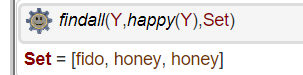 findall(Y,happy(Y),Set)
Set = [fido, honey, honey]